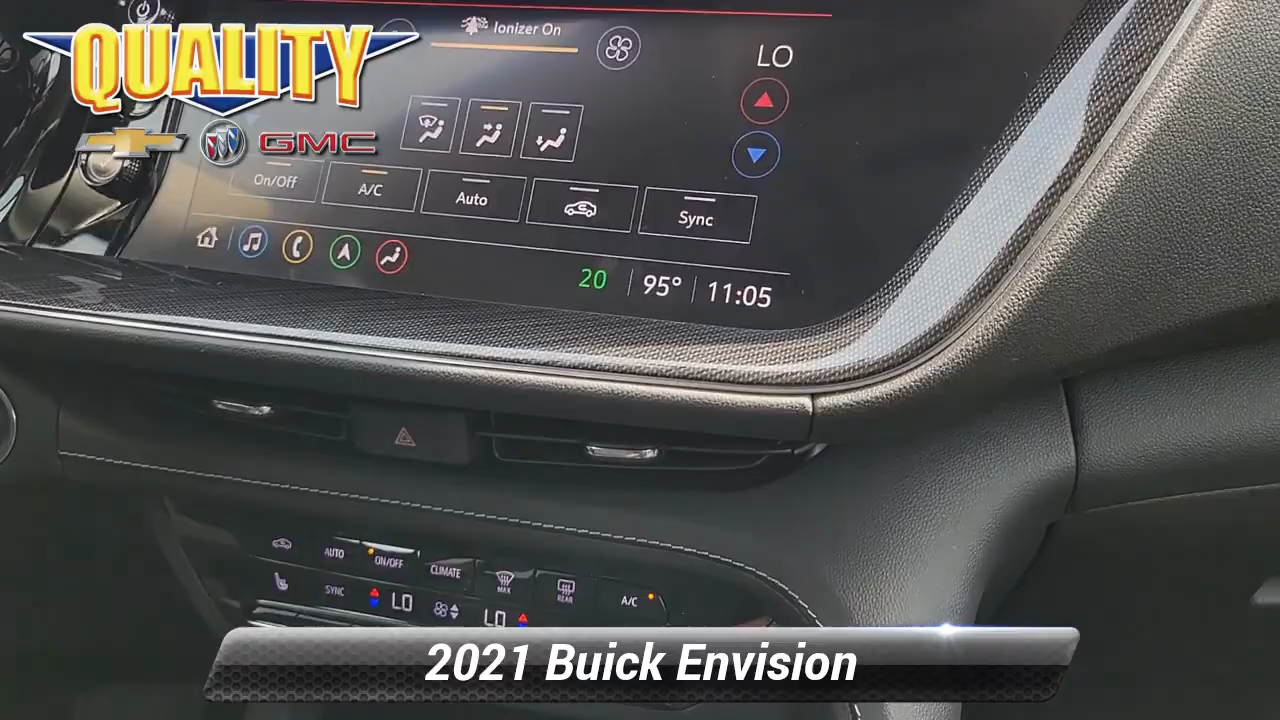 QUALITY
GMC
Ionizer On
LO
On/Off
A/C
Auto
Sync
20
95°
11:05
AUTO
ON/OFF
CLIMATE
MAX
REAR
A/C
SYNC
LO
LO
2021 Buick Envision